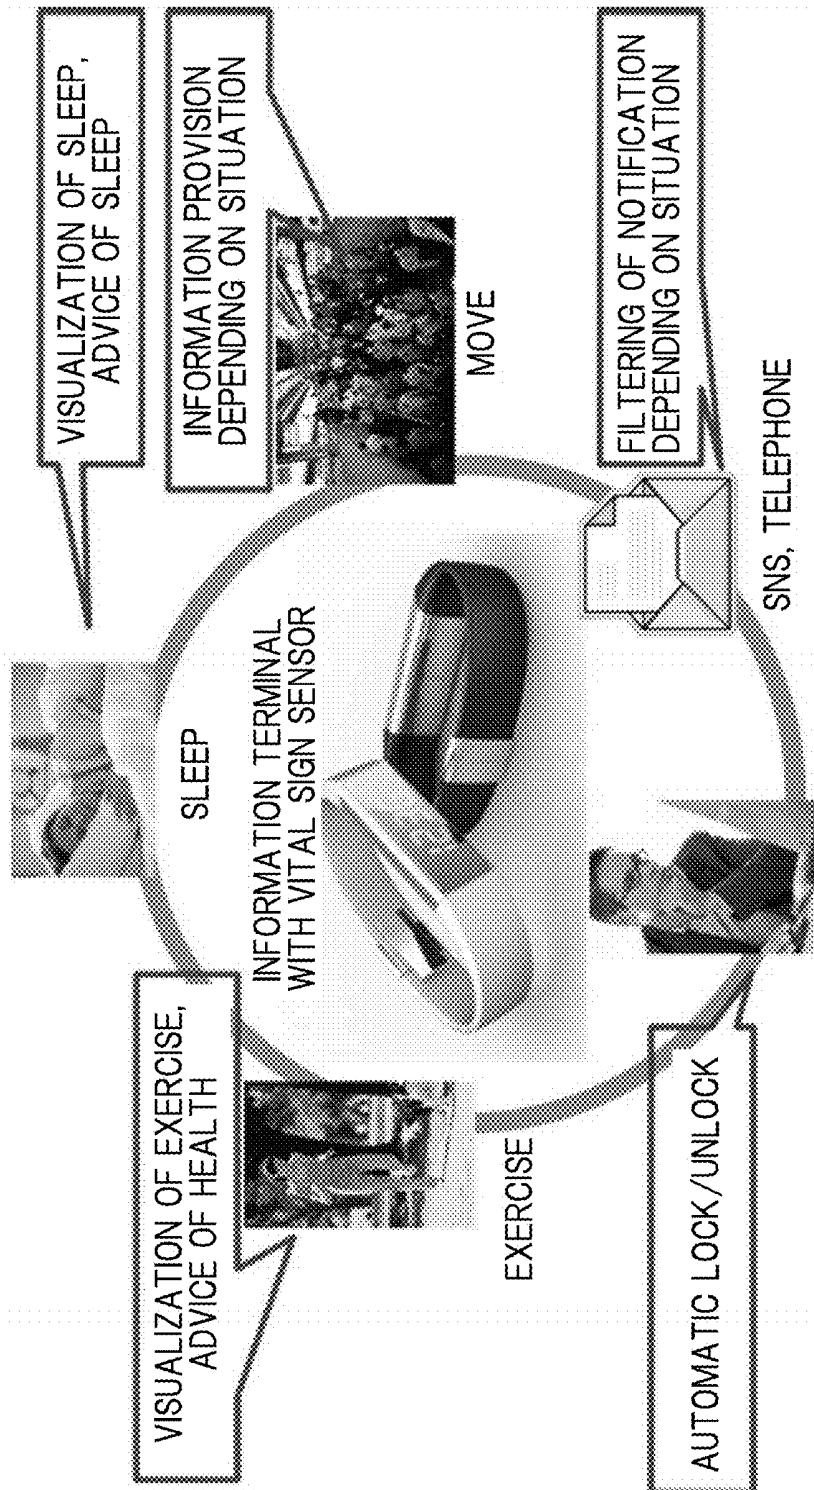 VISUALIZATION OF SLEEP,
ADVICE OF SLEEP
INFORMATION PROVISION
DEPENDING ON SITUATION
MOVE
FILTERING OF NOTIFICATION
DEPENDING ON SITUATION
SNS, TELEPHONE
SLEEP
INFORMATION TERMINAL
WITH VITAL SIGN SENSOR
VISUALIZATION OF EXERCISE,
ADVICE OF HEALTH
EXERCISE
AUTOMATIC LOCK/UNLOCK